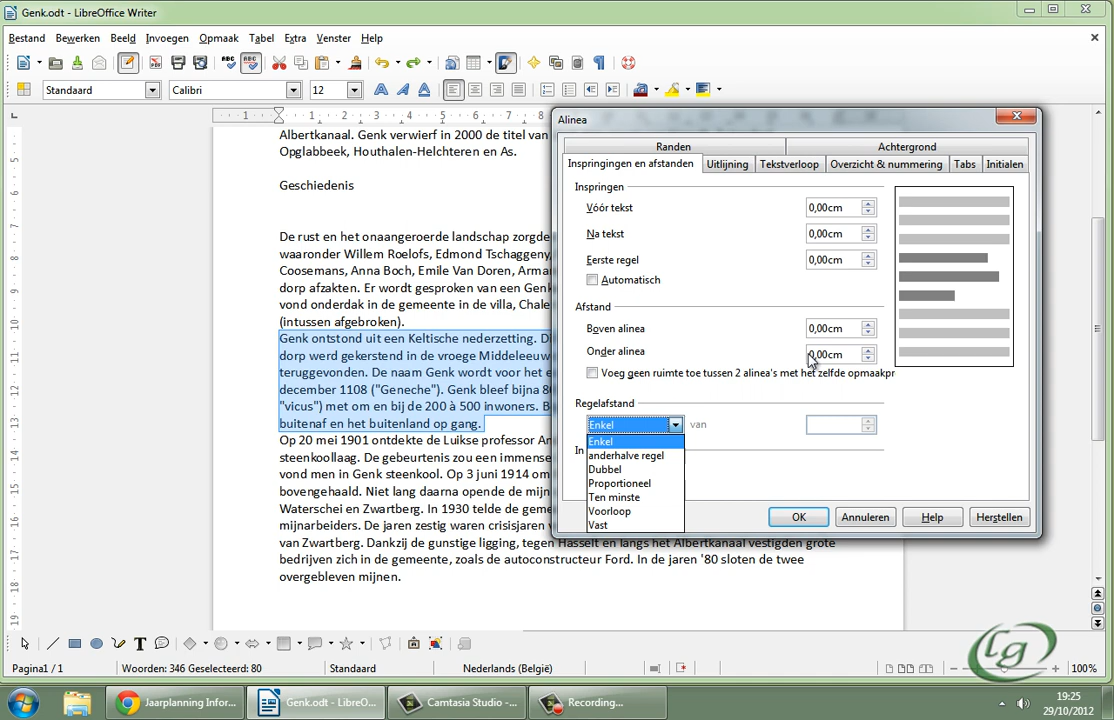 Genk.odt - LibreOffice Writer
Bestand Bewerken Beeld Invoegen Opmaak Tabel Extra Venster Help
Standaard Calibri 12
Albertkanaal. Genk verwierf in 2000 de titel van
Opglabbeek, Houthalen-Helchteren en As.
Geschiedenis
De rust en het onaangeroerde landschap zorgde
waaronder Willem Roelofs, Edmond Tschaggeny,
Coosemans, Anna Boch, Emile Van Doren, Arma
dorp afzakten. Er wordt gesproken van een Genk
vond onderdak in de gemeente in de villa, Chale
(intussen afgebroken).
Genk ontstond uit een Keltische nederzetting. Di
dorp werd gekerstend in de vroege Middeleeuw
teruggevonden. De naam Genk wordt voor het e
december 1108 ("Geneche"). Genk bleef bijna 8
"vicus") met om en bij de 200 à 500 inwoners. B
buitenaf en het buitenland op gang.
Op 20 mei 1901 ontdekte de Luikse professor An
steenkoollaag. De gebeurtenis zou een immense
vond men in Genk steenkool. Op 3 juni 1914 om
bovengehaald. Niet lang daarna opende de mijn
Waterschei en Zwartberg. In 1930 telde de geme
mijnarbeiders. De jaren zestig waren crisisjaren
van Zwartberg. Dankzij de gunstige ligging, tegen Hasselt en langs het Albertkanaal vestigden grote
bedrijven zich in de gemeente, zoals de autoconstructeur Ford. In de jaren '80 sloten de twee
overgebleven mijnen.
Alinea
Randen Achtergrond
Inspringingen en afstanden Uitlijning Tekstverloop Overzicht & nummering Tabs Initialen
Inspringen
Vóór tekst 0,00cm
Na tekst 0,00cm
Eerste regel 0,00cm
Automatisch
Afstand
Boven alinea 0,00cm
Onder alinea 0,00cm
Voeg geen ruimte toe tussen 2 alinea's met het zelfde opmaakpr
Regelafstand
Enkel van
Enkel
In
anderhalve regel
Dubbel
Proportioneel
Ten minste
Voorloop
Vast
OK Annuleren Help Herstellen
Pagina1 / 1 Woorden: 346 Geselecteerd: 80 Standaard Nederlands (België) 100%
Jaarplanning Infor... Genk.odt - LibreO... Camtasia Studio -... Recording...
19:25
29/10/2012